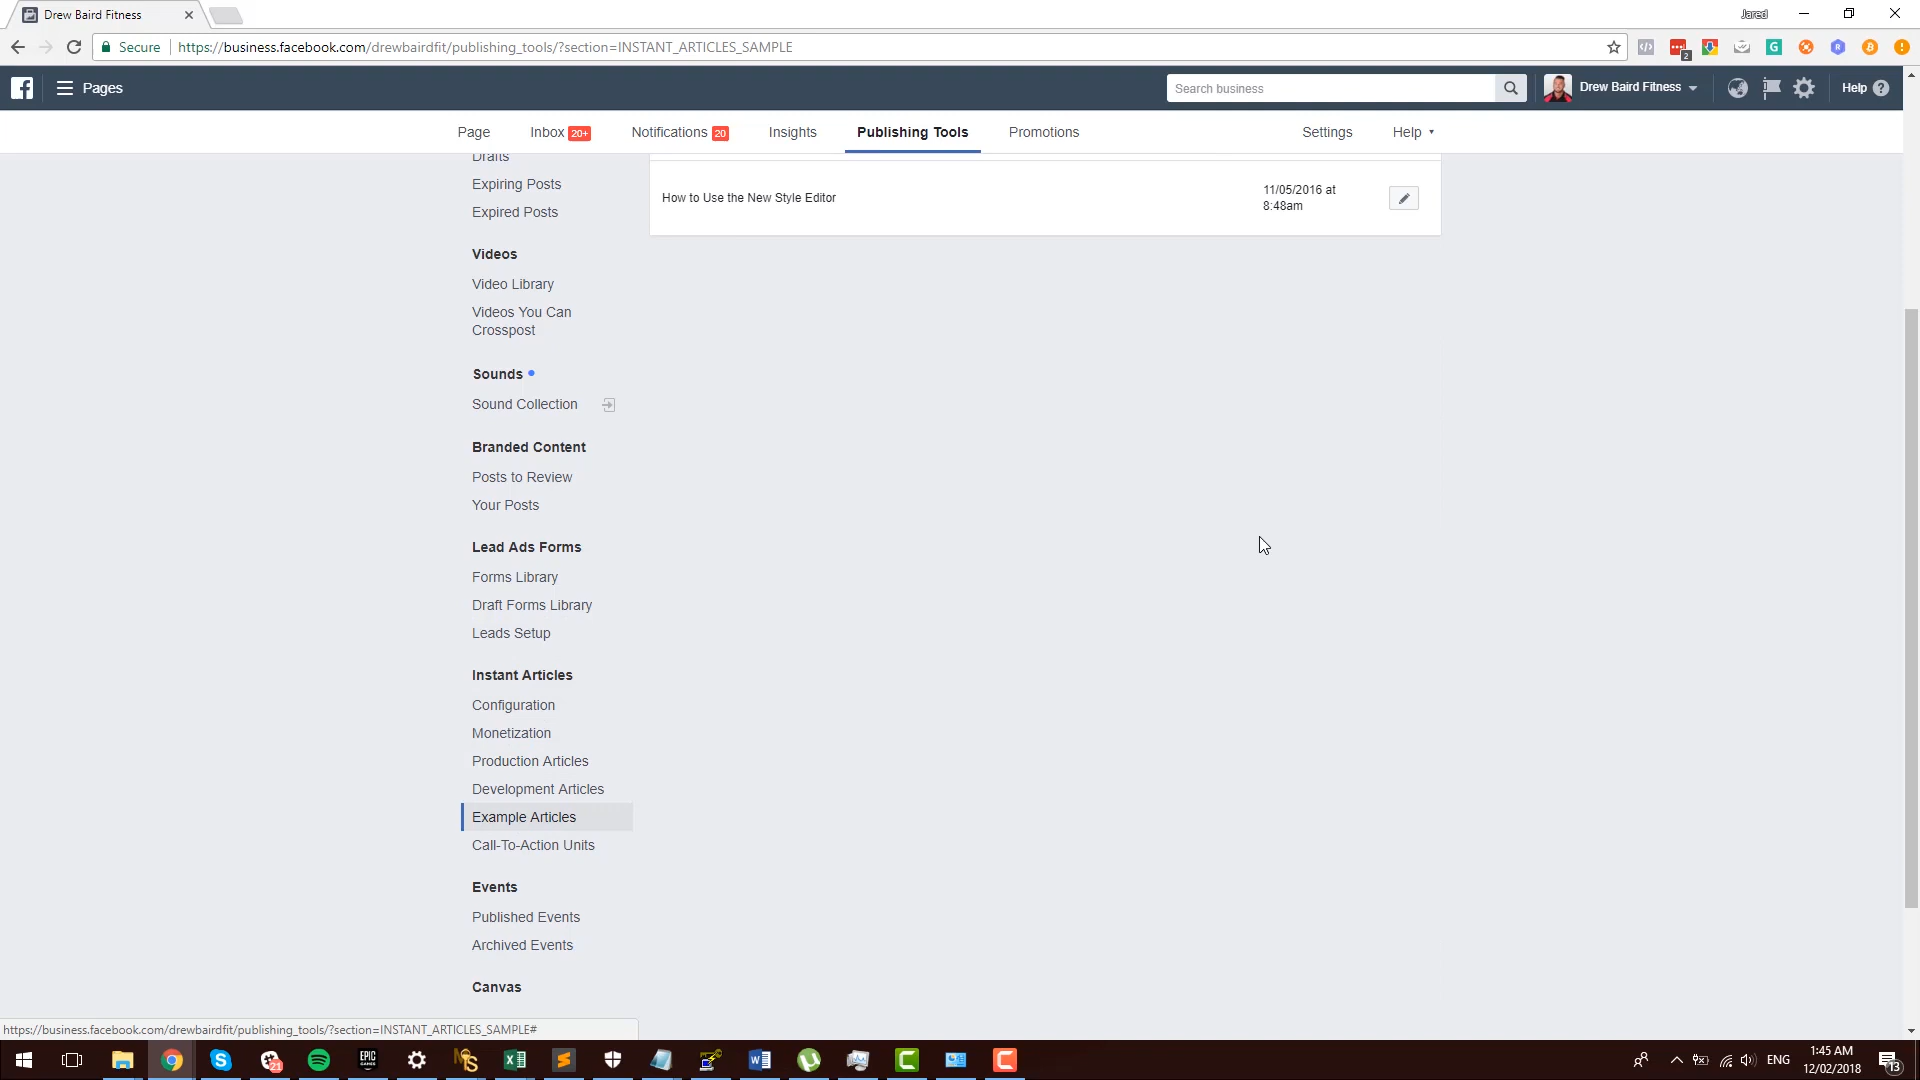 Drew Baird Fitness
Jared
Secure
https://business.facebook.com/drewbairdfit/publishing_tools/?section=INSTANT_ARTICLES_SAMPLE
2
G
R
Pages
Search business
Drew Baird Fitness
Help
Page
Inbox 20+
Notifications 20
Insights
Publishing Tools
Promotions
Settings
Help
Drafts
Expiring Posts
Expired Posts
How to Use the New Style Editor
11/05/2016 at
8:48am
Videos
Video Library
Videos You Can
Crosspost
Sounds
Sound Collection
Branded Content
Posts to Review
Your Posts
Lead Ads Forms
Forms Library
Draft Forms Library
Leads Setup
Instant Articles
Configuration
Monetization
Production Articles
Development Articles
Example Articles
Call-To-Action Units
Events
Published Events
Archived Events
Canvas
https://business.facebook.com/drewbairdfit/publishing_tools/?section=INSTANT_ARTICLES_SAMPLE#
21
EPIC
GAMES
ENG
1:45 AM
12/02/2018
13